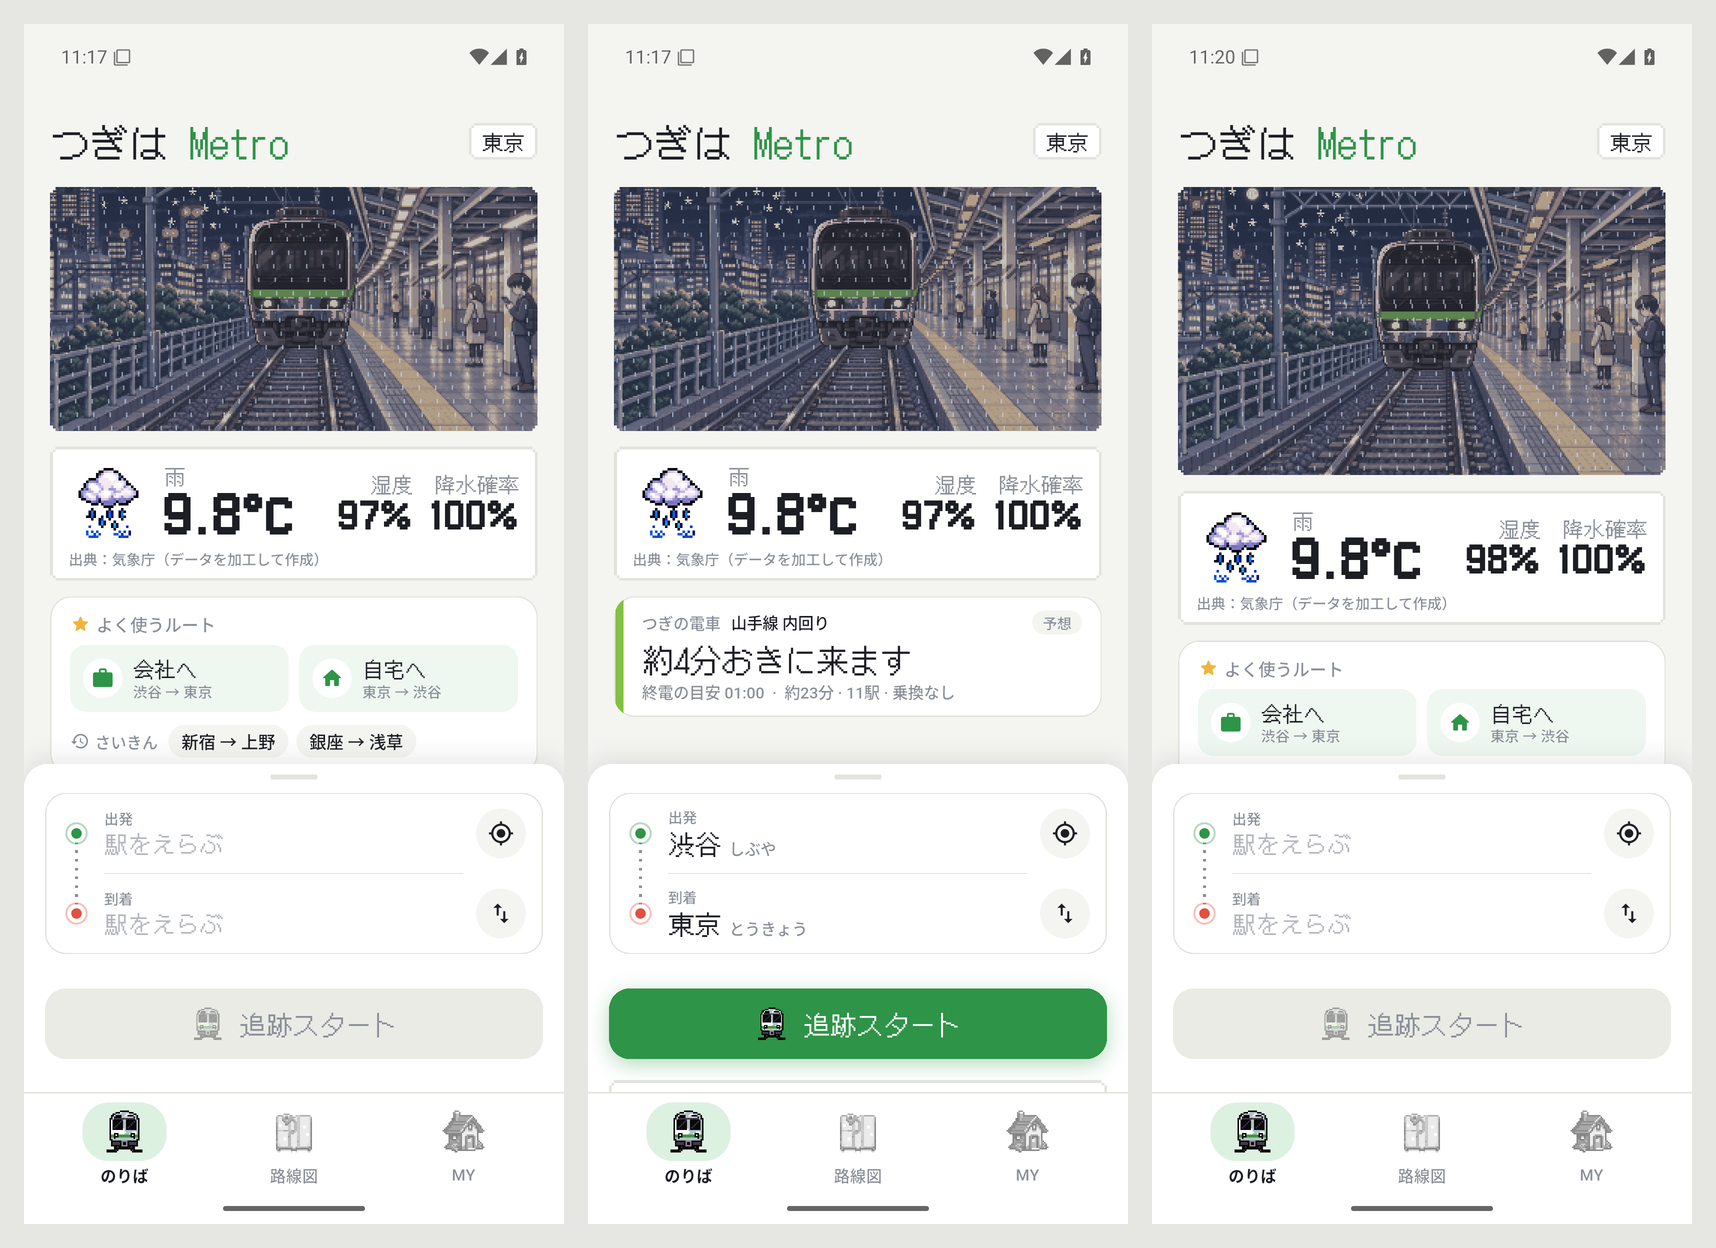 11:17
つぎは Metro
東京
雨
9.8°C
湿度
97%
降水確率
100%
出典：気象庁（データを加工して作成）
よく使うルート
会社へ
渋谷 → 東京
自宅へ
東京 → 渋谷
さいきん
新宿 → 上野
銀座 → 浅草
出発
駅をえらぶ
到着
駅をえらぶ
追跡スタート
のりば
路線図
MY
11:17
つぎは Metro
東京
雨
9.8°C
湿度
97%
降水確率
100%
出典：気象庁（データを加工して作成）
つぎの電車 山手線 内回り
予想
約4分おきに来ます
終電の目安 01:00 · 約23分 · 11駅 · 乗換なし
出発
渋谷 しぶや
到着
東京 とうきょう
追跡スタート
のりば
路線図
MY
11:20
つぎは Metro
東京
雨
9.8°C
湿度
98%
降水確率
100%
出典：気象庁（データを加工して作成）
よく使うルート
会社へ
渋谷 → 東京
自宅へ
東京 → 渋谷
出発
駅をえらぶ
到着
駅をえらぶ
追跡スタート
のりば
路線図
MY